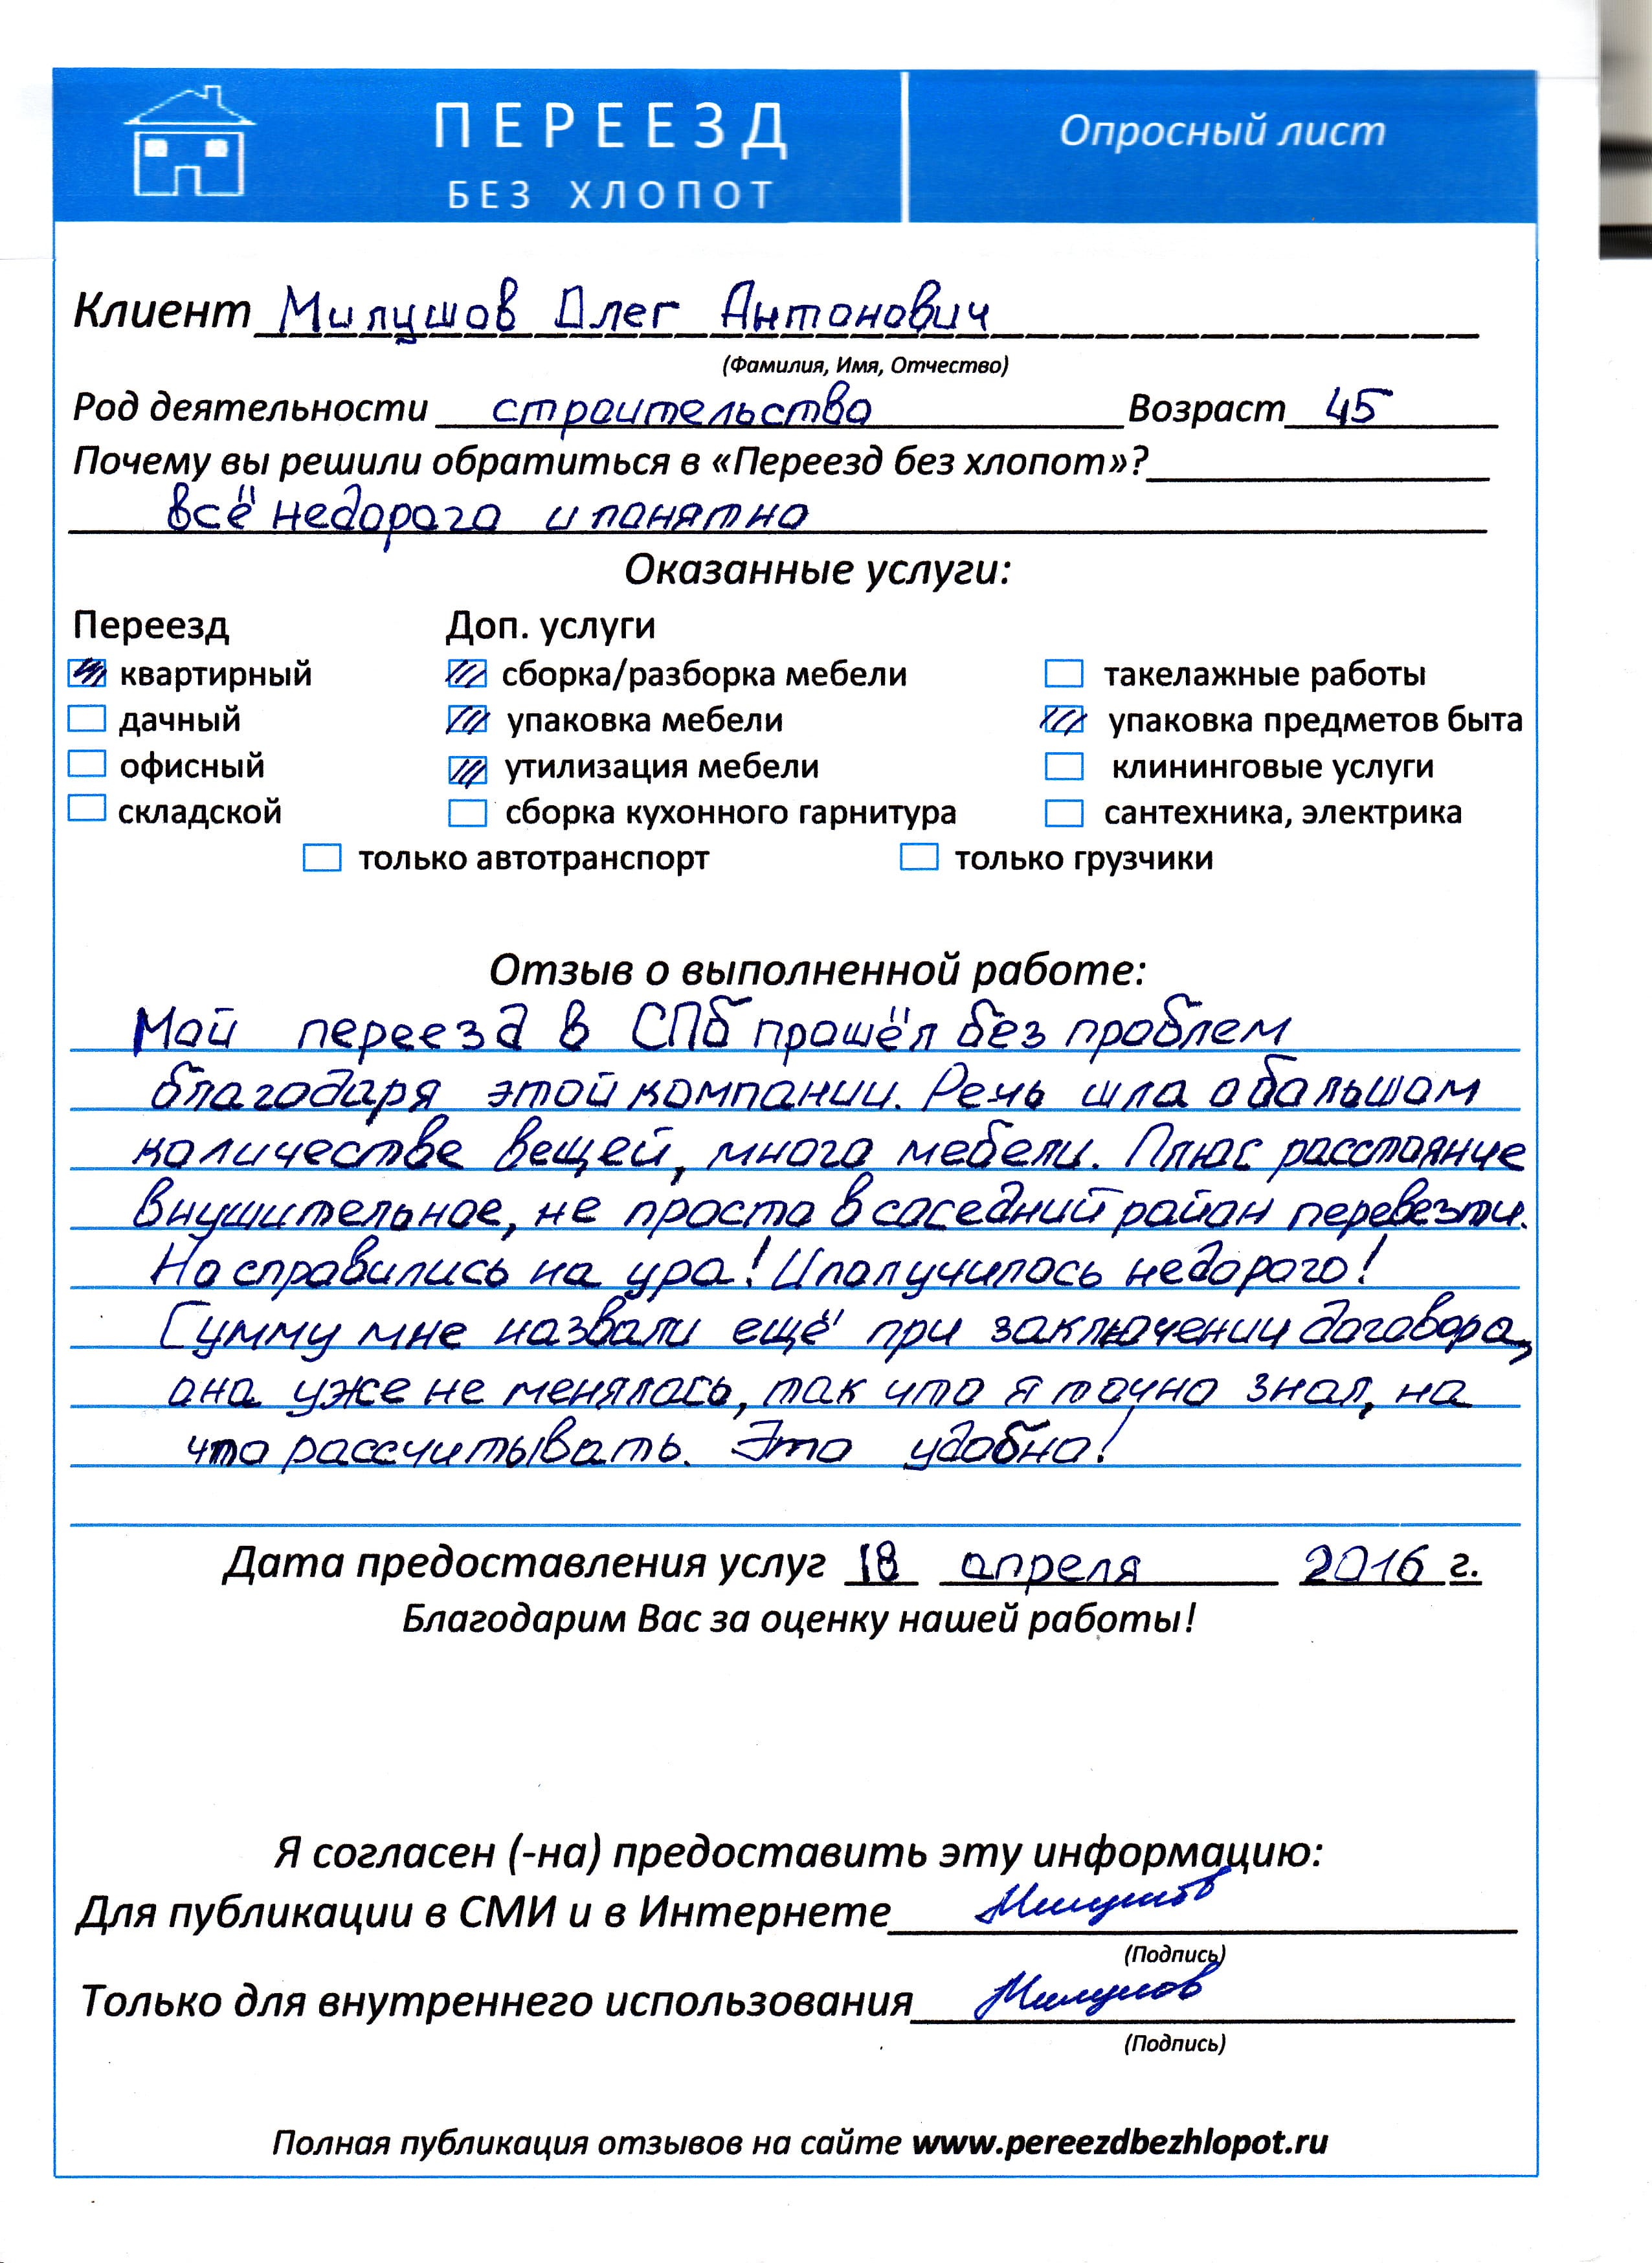 ПЕРЕЕЗД
БЕЗ ХЛОПОТ
Опросный лист
Клиент Милушов Олег Антонович
(Фамилия, Имя, Отчество)
Род деятельности строительство Возраст 45
Почему вы решили обратиться в «Переезд без хлопот»?
всё недорого и понятно
Оказанные услуги:
Переезд Доп. услуги
квартирный сборка/разборка мебели такелажные работы
дачный упаковка мебели упаковка предметов быта
офисный утилизация мебели клининговые услуги
складской сборка кухонного гарнитура сантехника, электрика
только автотранспорт только грузчики
Отзыв о выполненной работе:
Мой переезд в СПб прошёл без проблем
благодаря этой компании. Речь шла о большом
количестве вещей, много мебели. Плюс расстояние
внушительное, не просто в соседний район перевезти.
Но справились на ура! И получилось недорого!
Сумму мне назвали ещё при заключении договора,
она уже не менялась, так что я точно знал, на
что рассчитывать. Это удобно!
Дата предоставления услуг 18 апреля 2016 г.
Благодарим Вас за оценку нашей работы!
Я согласен (-на) предоставить эту информацию:
Для публикации в СМИ и в Интернете Милушов
(Подпись)
Только для внутреннего использования Милушов
(Подпись)
Полная публикация отзывов на сайте www.pereezdbezhlopot.ru